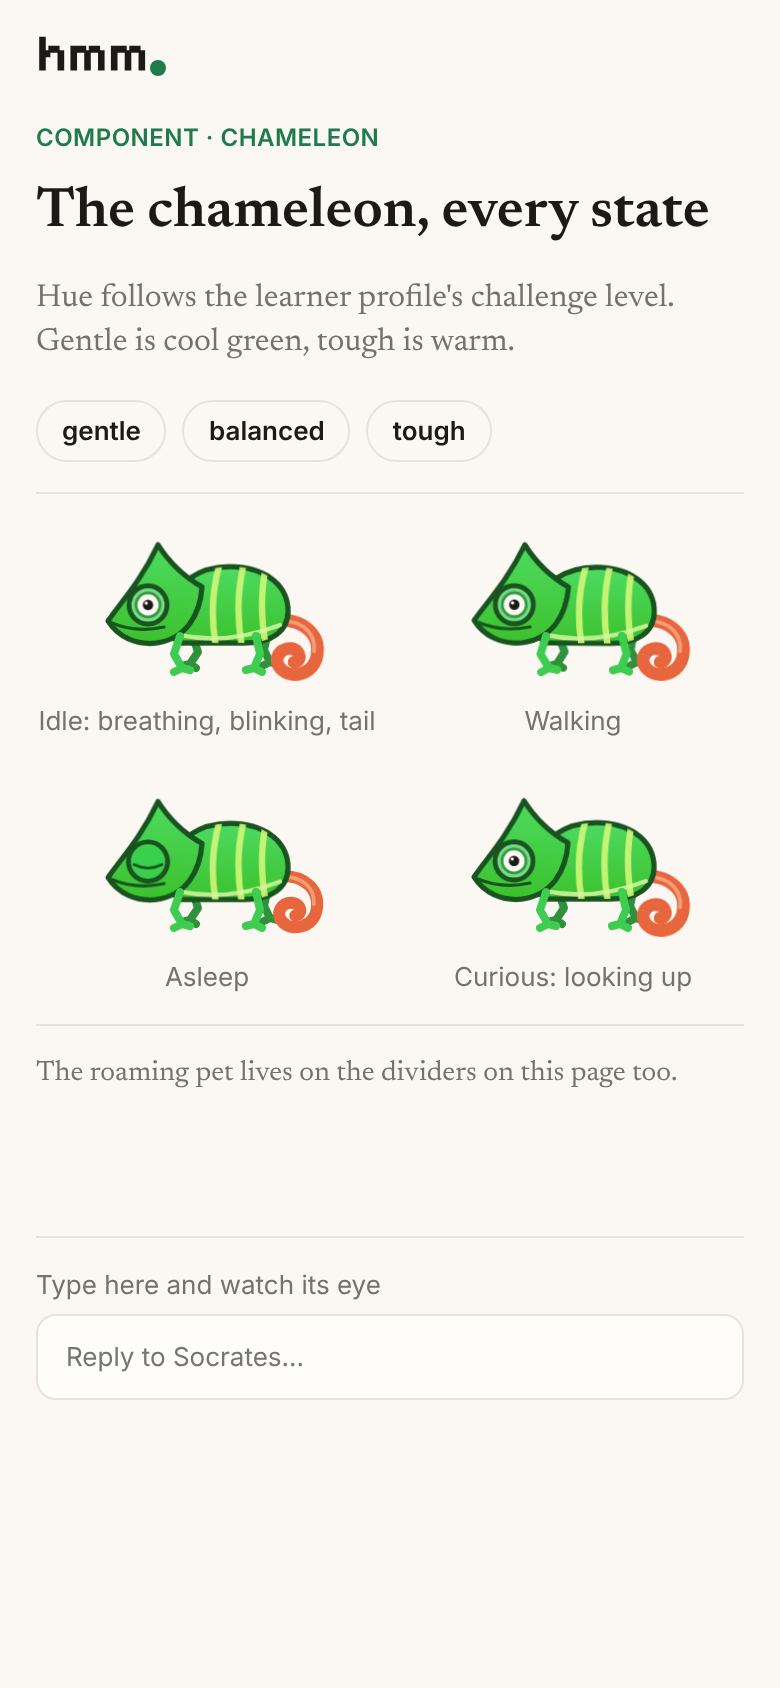 hmm.
COMPONENT · CHAMELEON
The chameleon, every state
Hue follows the learner profile's challenge level.
Gentle is cool green, tough is warm.
gentle balanced tough
Idle: breathing, blinking, tail Walking
Asleep Curious: looking up
The roaming pet lives on the dividers on this page too.
Type here and watch its eye
Reply to Socrates...